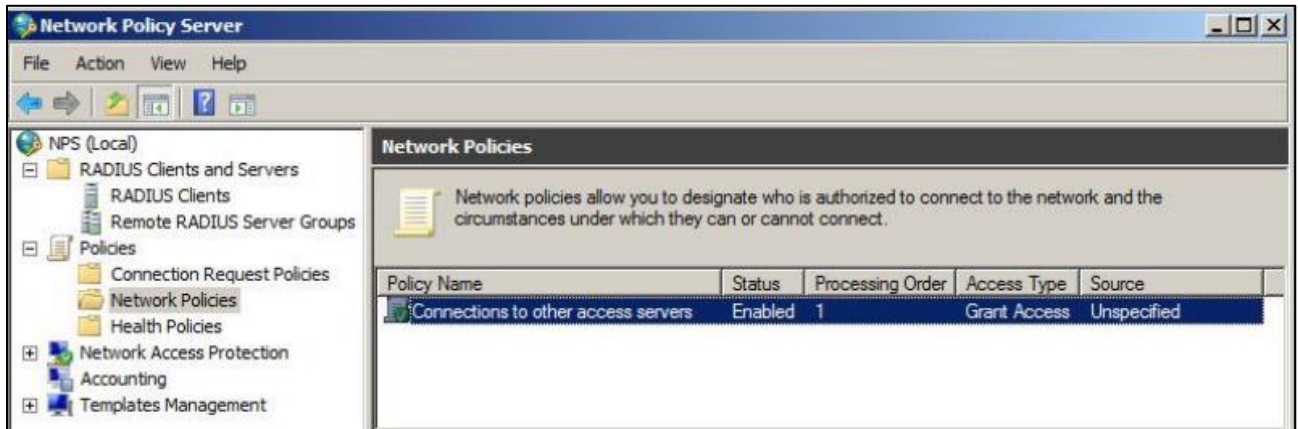 Network Policy Server
File Action View Help
NPS (Local)
RADIUS Clients and Servers
RADIUS Clients
Remote RADIUS Server Groups
Policies
Connection Request Policies
Network Policies
Health Policies
Network Access Protection
Accounting
Templates Management
Network Policies
Network policies allow you to designate who is authorized to connect to the network and the
circumstances under which they can or cannot connect.
Policy Name Status Processing Order Access Type Source
Connections to other access servers Enabled 1 Grant Access Unspecified